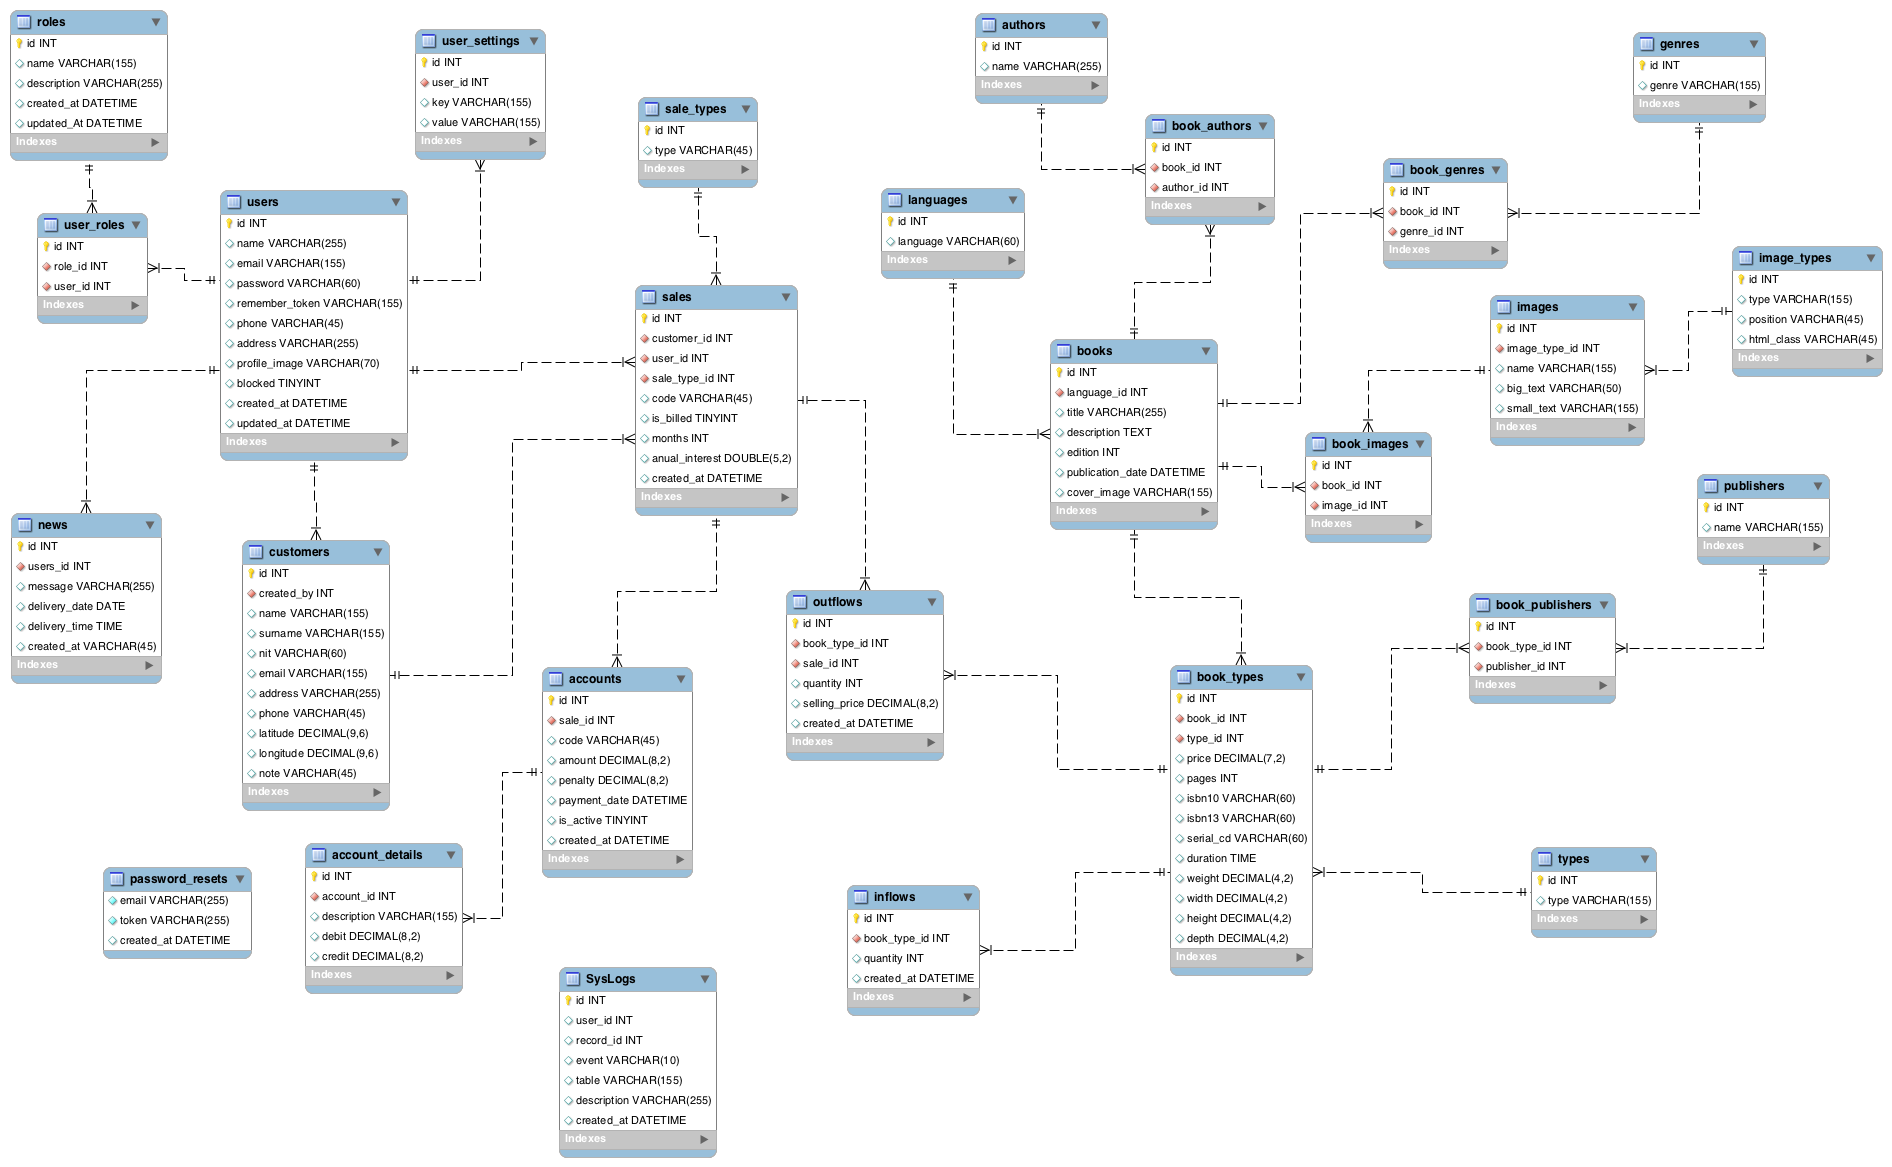 roles
id INT
name VARCHAR(155)
description VARCHAR(255)
created_at DATETIME
updated_At DATETIME
Indexes
user_settings
id INT
user_id INT
key VARCHAR(155)
value VARCHAR(155)
Indexes
authors
id INT
name VARCHAR(255)
Indexes
genres
id INT
genre VARCHAR(155)
Indexes
sale_types
id INT
type VARCHAR(45)
Indexes
book_authors
id INT
book_id INT
author_id INT
Indexes
book_genres
id INT
book_id INT
genre_id INT
Indexes
users
id INT
name VARCHAR(255)
email VARCHAR(155)
password VARCHAR(60)
remember_token VARCHAR(155)
phone VARCHAR(45)
address VARCHAR(255)
profile_image VARCHAR(70)
blocked TINYINT
created_at DATETIME
updated_at DATETIME
Indexes
user_roles
id INT
role_id INT
user_id INT
Indexes
languages
id INT
language VARCHAR(60)
Indexes
image_types
id INT
type VARCHAR(155)
position VARCHAR(45)
html_class VARCHAR(45)
Indexes
sales
id INT
customer_id INT
user_id INT
sale_type_id INT
code VARCHAR(45)
is_billed TINYINT
months INT
anual_interest DOUBLE(5,2)
created_at DATETIME
Indexes
images
id INT
image_type_id INT
name VARCHAR(155)
big_text VARCHAR(50)
small_text VARCHAR(155)
Indexes
books
id INT
language_id INT
title VARCHAR(255)
description TEXT
edition INT
publication_date DATETIME
cover_image VARCHAR(155)
Indexes
book_images
id INT
book_id INT
image_id INT
Indexes
publishers
id INT
name VARCHAR(155)
Indexes
news
id INT
users_id INT
message VARCHAR(255)
delivery_date DATE
delivery_time TIME
created_at VARCHAR(45)
Indexes
customers
id INT
created_by INT
name VARCHAR(155)
surname VARCHAR(155)
nit VARCHAR(60)
email VARCHAR(155)
address VARCHAR(255)
phone VARCHAR(45)
latitude DECIMAL(9,6)
longitude DECIMAL(9,6)
note VARCHAR(45)
Indexes
outflows
id INT
book_type_id INT
sale_id INT
quantity INT
selling_price DECIMAL(8,2)
created_at DATETIME
Indexes
book_publishers
id INT
book_type_id INT
publisher_id INT
Indexes
accounts
id INT
sale_id INT
code VARCHAR(45)
amount DECIMAL(8,2)
penalty DECIMAL(8,2)
payment_date DATETIME
is_active TINYINT
created_at DATETIME
Indexes
book_types
id INT
book_id INT
type_id INT
price DECIMAL(7,2)
pages INT
isbn10 VARCHAR(60)
isbn13 VARCHAR(60)
serial_cd VARCHAR(60)
duration TIME
weight DECIMAL(4,2)
width DECIMAL(4,2)
height DECIMAL(4,2)
depth DECIMAL(4,2)
Indexes
account_details
id INT
account_id INT
description VARCHAR(155)
debit DECIMAL(8,2)
credit DECIMAL(8,2)
Indexes
types
id INT
type VARCHAR(155)
Indexes
password_resets
email VARCHAR(255)
token VARCHAR(255)
created_at DATETIME
inflows
id INT
book_type_id INT
quantity INT
created_at DATETIME
Indexes
SysLogs
id INT
user_id INT
record_id INT
event VARCHAR(10)
table VARCHAR(155)
description VARCHAR(255)
created_at DATETIME
Indexes